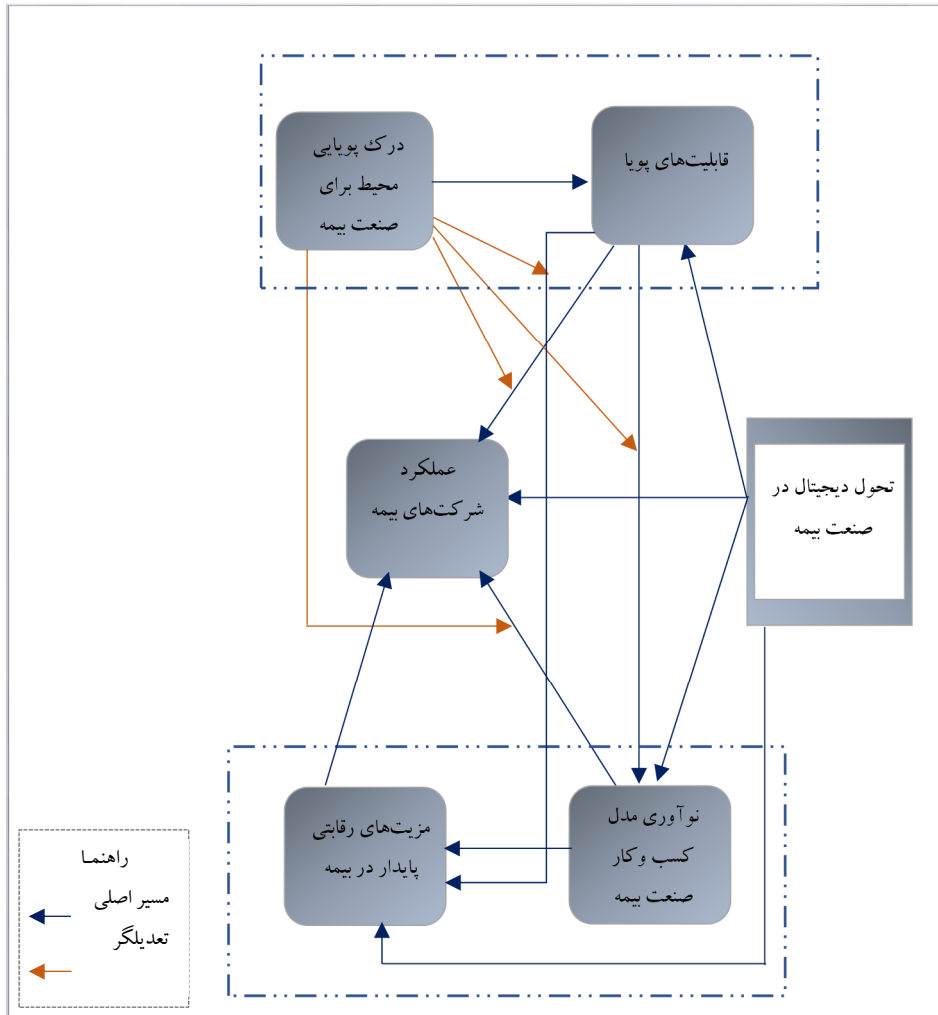 درک پویایی
محیط برای
صنعت بیمه
قابلیت‌های پویا
عملکرد
شرکت‌های بیمه
تحول دیجیتال در
صنعت بیمه
مزیت‌های رقابتی
پایدار در بیمه
نوآوری مدل
کسب وکار
صنعت بیمه
راهنما
مسیر اصلی
تعدیلگر